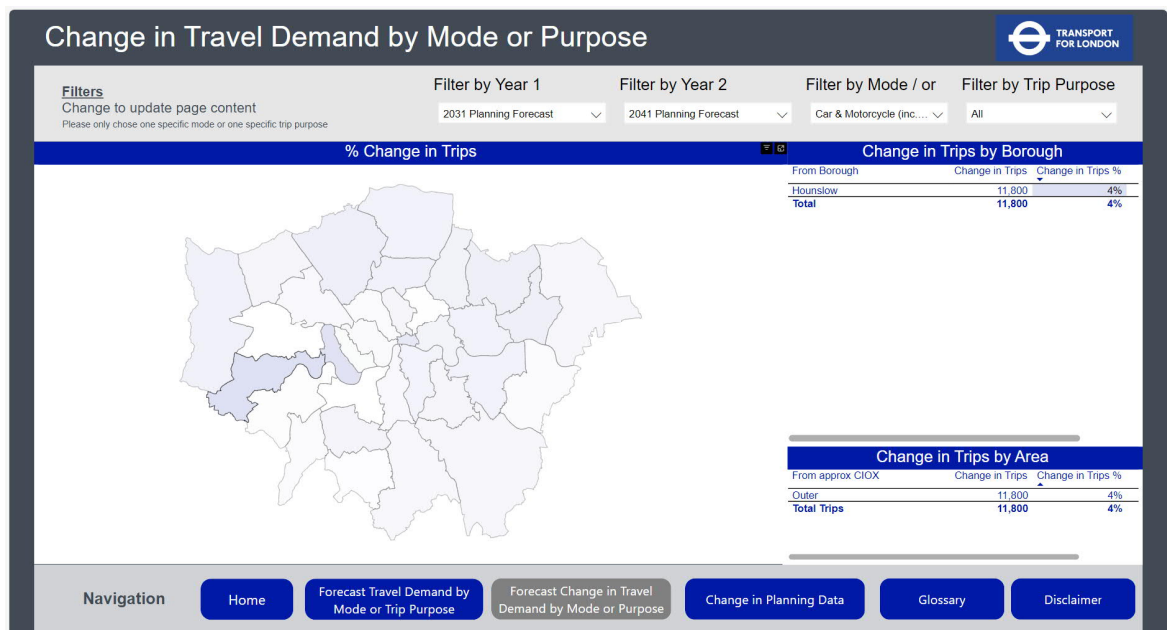 Change in Travel Demand by Mode or Purpose
TRANSPORT
FOR LONDON
Filters
Change to update page content
Please only chose one specific mode or one specific trip purpose
Filter by Year 1
2031 Planning Forecast
Filter by Year 2
2041 Planning Forecast
Filter by Mode / or
Car & Motorcycle (inc....
Filter by Trip Purpose
All
% Change in Trips
Change in Trips by Borough
From Borough Change in Trips Change in Trips %
Hounslow 11,800 4%
Total 11,800 4%
Change in Trips by Area
From approx CIOX Change in Trips Change in Trips %
Outer 11,800 4%
Total Trips 11,800 4%
Navigation
Home
Forecast Travel Demand by
Mode or Trip Purpose
Forecast Change in Travel
Demand by Mode or Purpose
Change in Planning Data
Glossary
Disclaimer